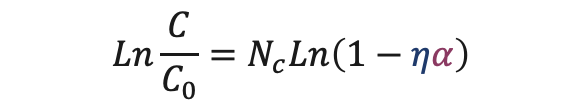 Ln C/C₀ = N_c Ln(1 − ηα)